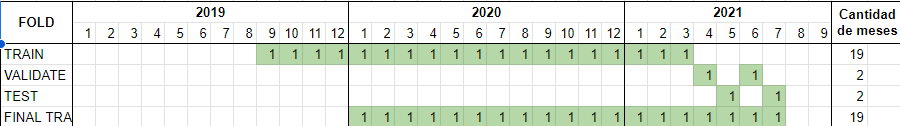 FOLD 2019 2020 2021 Cantidad de meses
1 2 3 4 5 6 7 8 9 10 11 12 1 2 3 4 5 6 7 8 9 10 11 12 1 2 3 4 5 6 7 8 9
TRAIN 1 1 1 1 1 1 1 1 1 1 1 1 1 1 1 1 1 1 1 19
VALIDATE 1 1 2
TEST 1 1 2
FINAL TRA 1 1 1 1 1 1 1 1 1 1 1 1 1 1 1 1 1 1 1 19